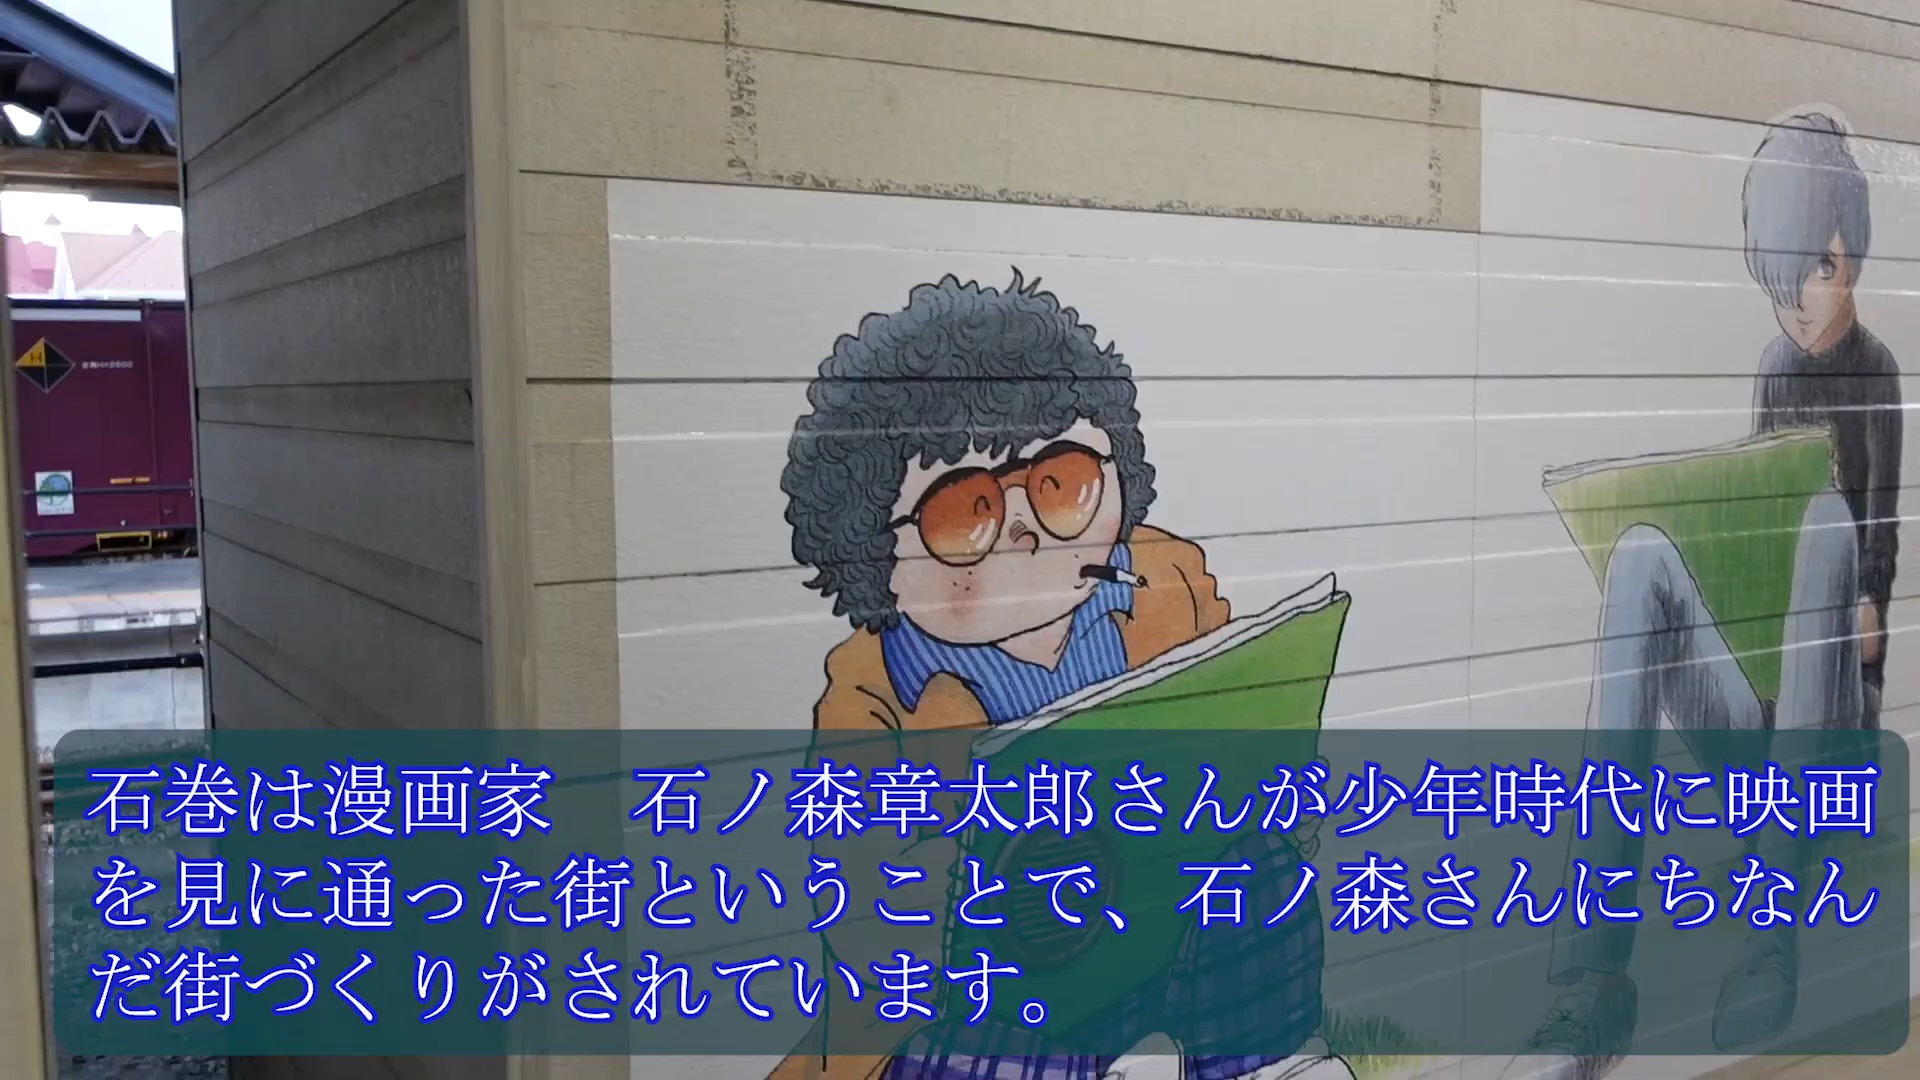 石巻は漫画家　石ノ森章太郎さんが少年時代に映画
を見に通った街ということで、石ノ森さんにちなん
だ街づくりがされています。
H